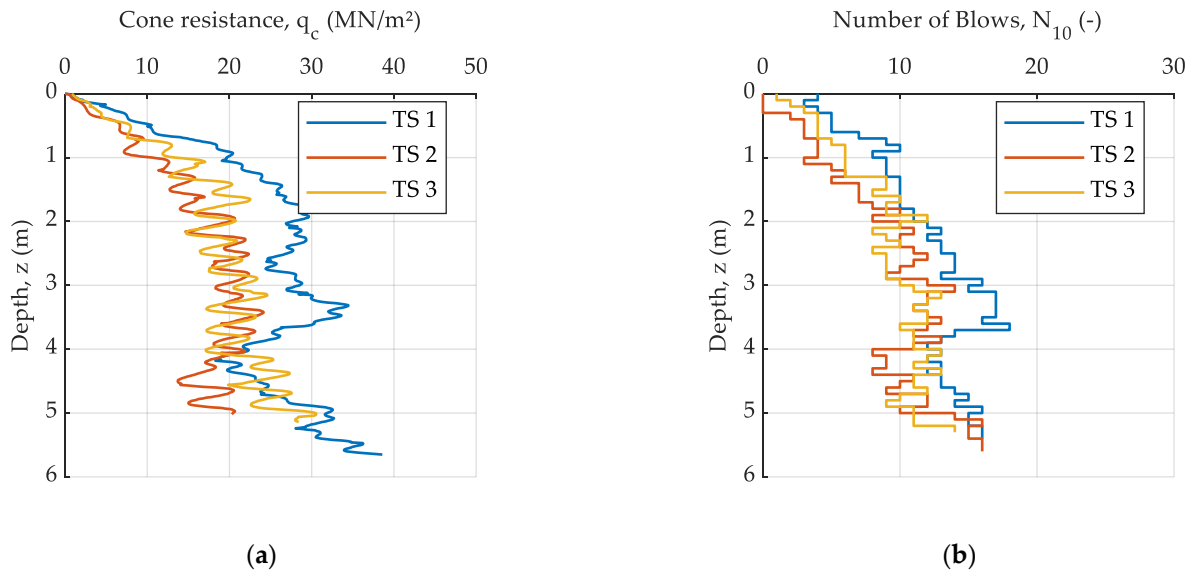 Cone resistance, q_c (MN/m²)
0 10 20 30 40 50
0
1
2
3
4
5
6
Depth, z (m)
TS 1
TS 2
TS 3
(a)
Number of Blows, N_10 (-)
0 10 20 30
0
1
2
3
4
5
6
Depth, z (m)
TS 1
TS 2
TS 3
(b)